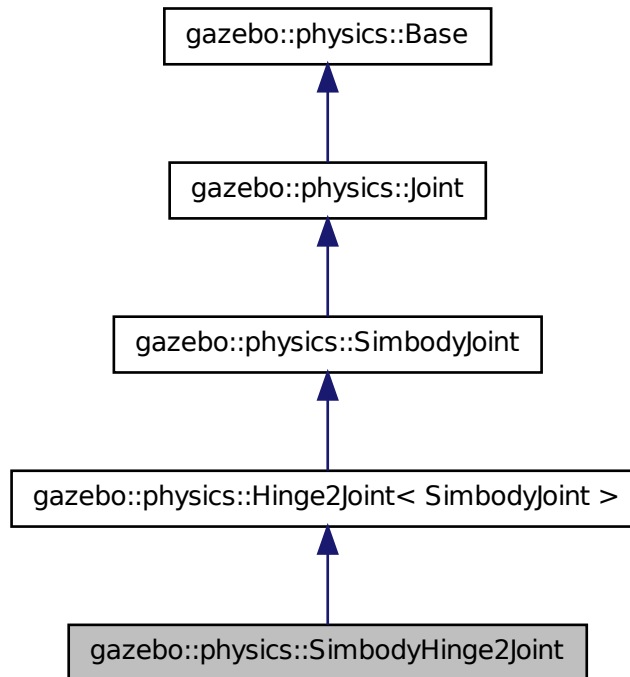 gazebo::physics::Base
gazebo::physics::Joint
gazebo::physics::SimbodyJoint
gazebo::physics::Hinge2Joint< SimbodyJoint >
gazebo::physics::SimbodyHinge2Joint